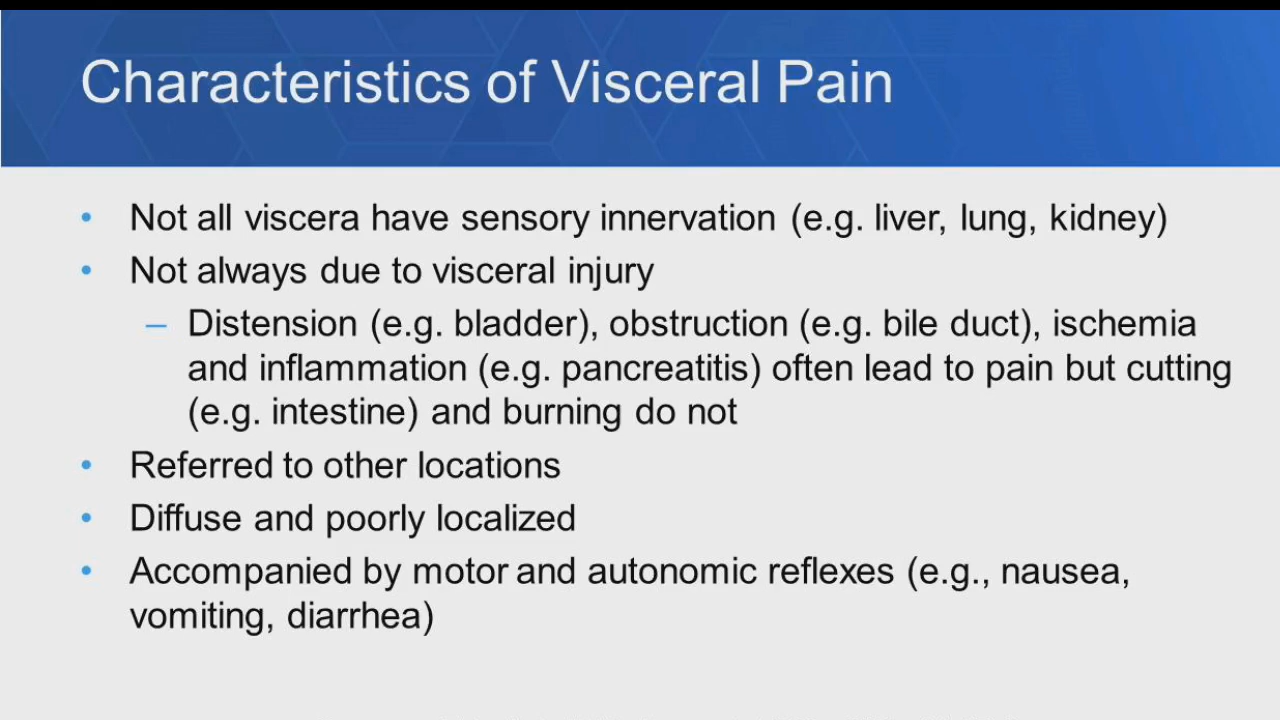 Characteristics of Visceral Pain
• Not all viscera have sensory innervation (e.g. liver, lung, kidney)
• Not always due to visceral injury
– Distension (e.g. bladder), obstruction (e.g. bile duct), ischemia
and inflammation (e.g. pancreatitis) often lead to pain but cutting
(e.g. intestine) and burning do not
• Referred to other locations
• Diffuse and poorly localized
• Accompanied by motor and autonomic reflexes (e.g., nausea,
vomiting, diarrhea)